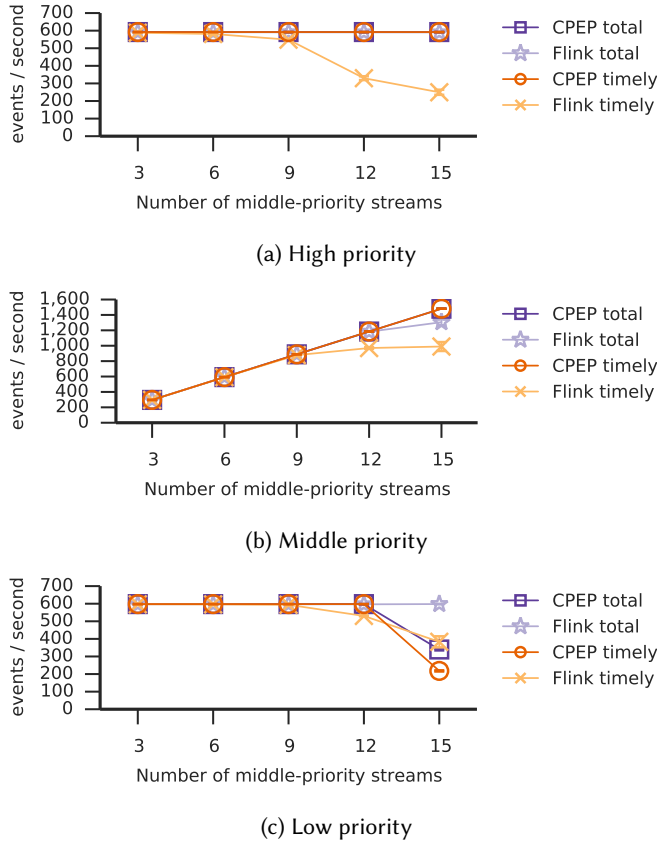 events / second
700
600
500
400
300
200
100
0
3 6 9 12 15
Number of middle-priority streams
CPEP total
Flink total
CPEP timely
Flink timely
(a) High priority
events / second
1,600
1,400
1,200
1,000
800
600
400
200
0
3 6 9 12 15
Number of middle-priority streams
CPEP total
Flink total
CPEP timely
Flink timely
(b) Middle priority
events / second
700
600
500
400
300
200
100
0
3 6 9 12 15
Number of middle-priority streams
CPEP total
Flink total
CPEP timely
Flink timely
(c) Low priority